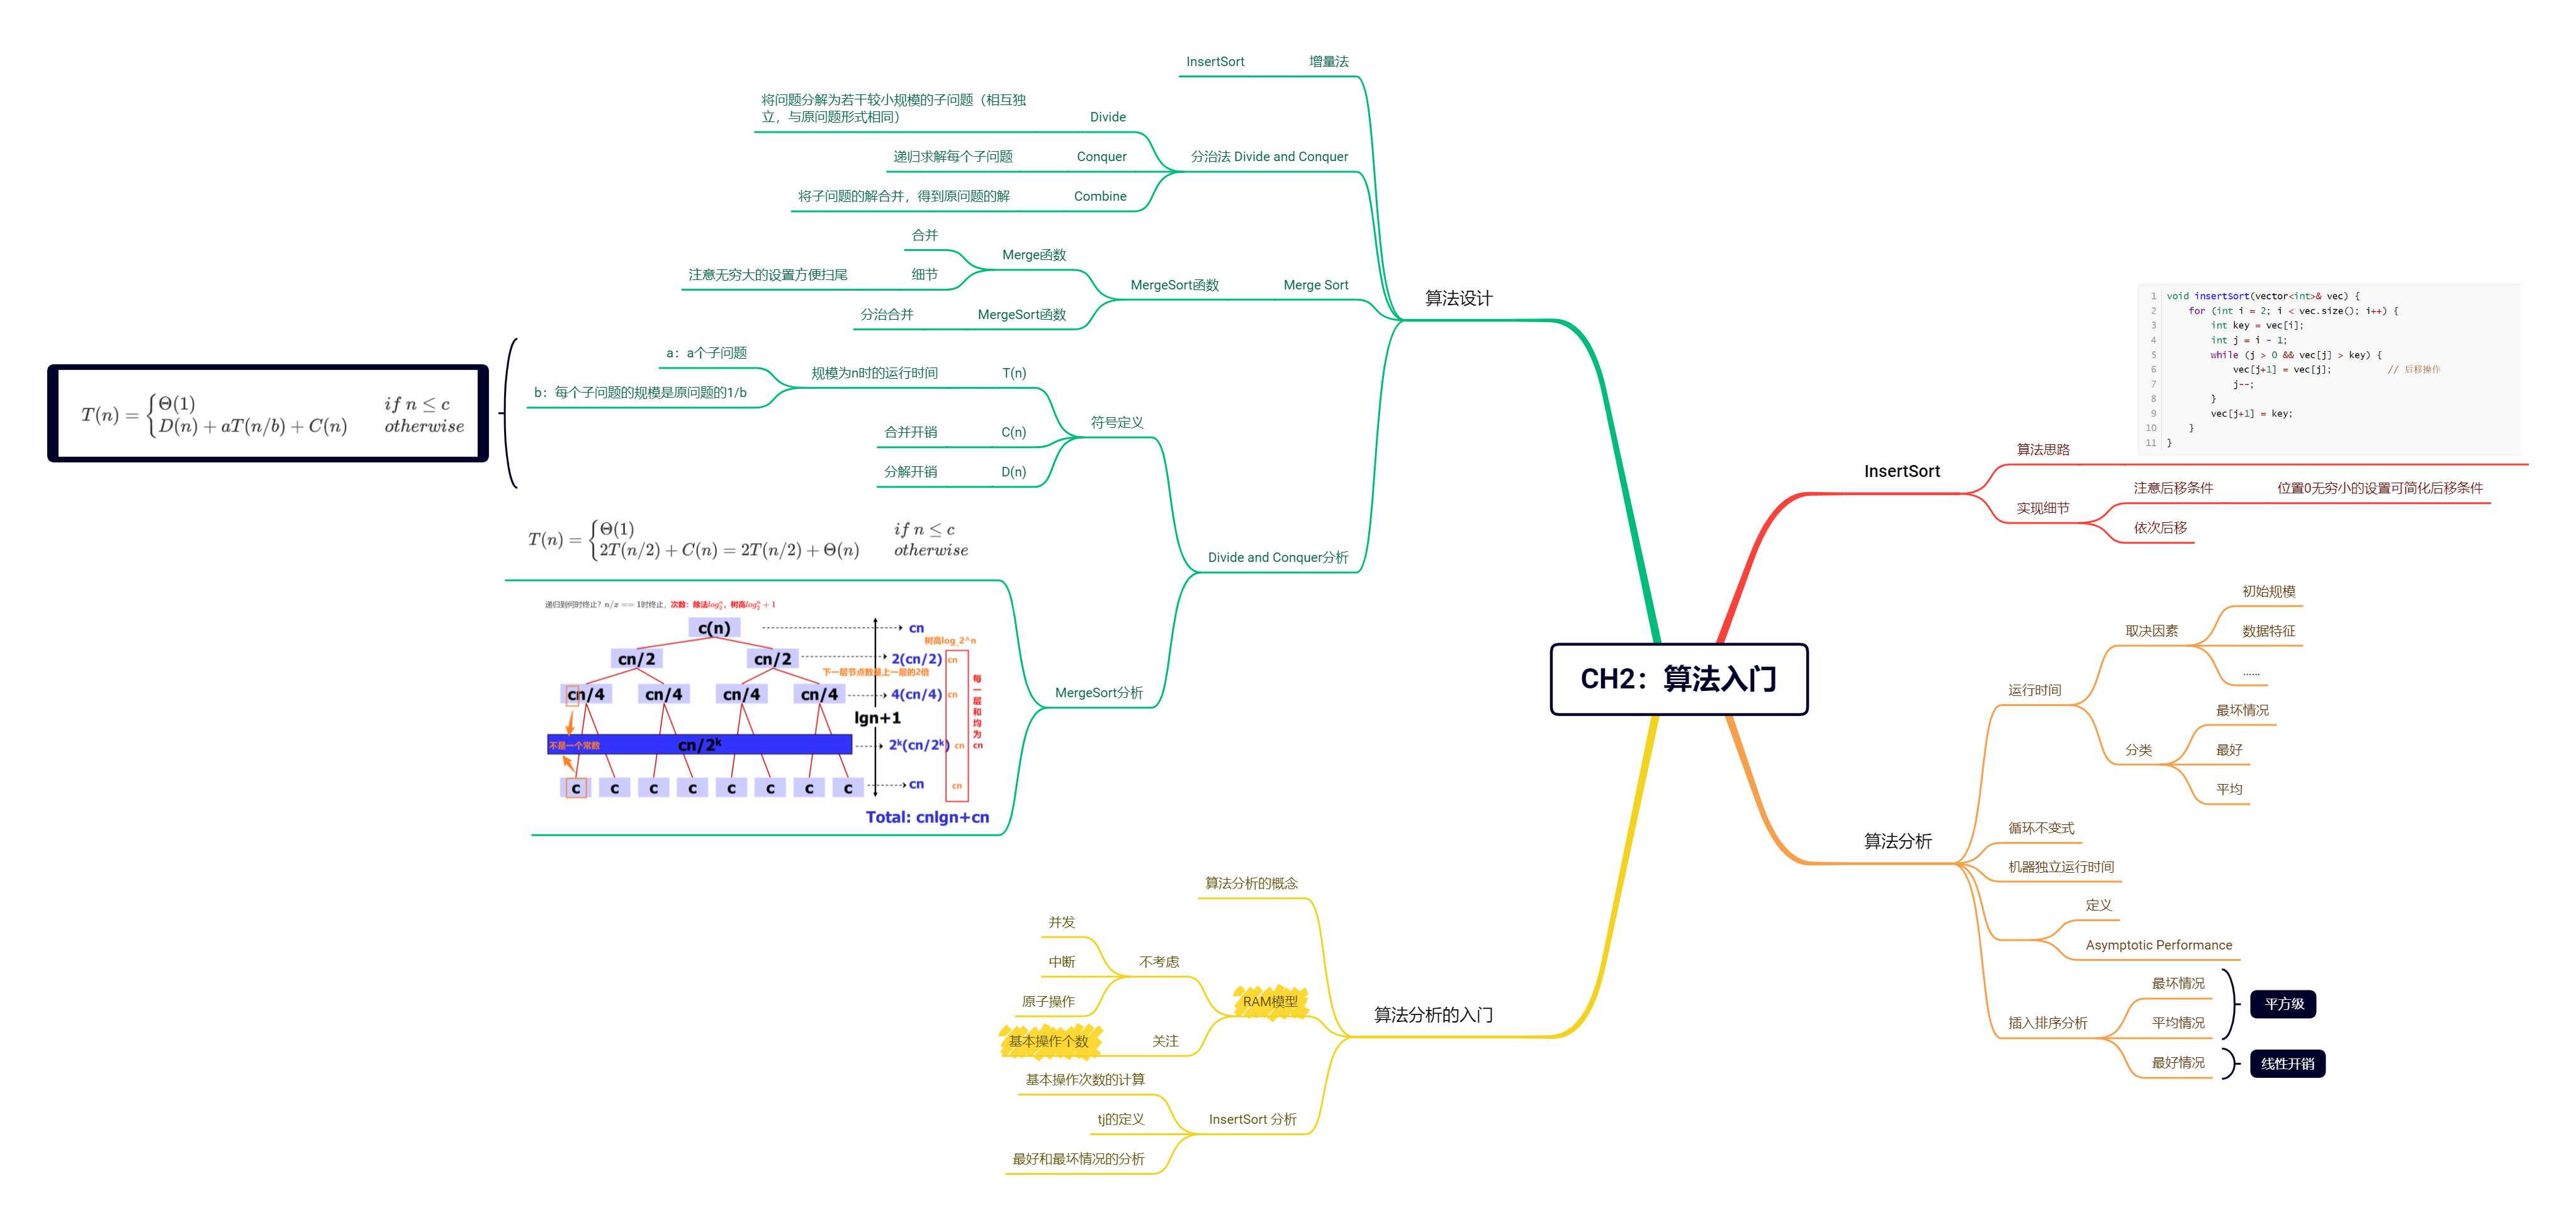 CH2：算法入门
InsertSort
算法思路
1 void insertSort(vector<int>& vec) {
2 for (int i = 2; i < vec.size(); i++) {
3 int key = vec[i];
4 int j = i - 1;
5 while (j > 0 && vec[j] > key) {
6 vec[j+1] = vec[j]; // 后移操作
7 j--;
8 }
9 vec[j+1] = key;
10 }
11 }
实现细节
注意后移条件
位置0无穷小的设置可简化后移条件
依次后移
算法分析
运行时间
取决因素
初始规模
数据特征
……
分类
最坏情况
最好
平均
循环不变式
机器独立运行时间
定义
Asymptotic Performance
插入排序分析
最坏情况
平均情况
平方级
最好情况
线性开销
算法设计
增量法
InsertSort
分治法 Divide and Conquer
Divide
将问题分解为若干较小规模的子问题（相互独
立，与原问题形式相同）
Conquer
递归求解每个子问题
Combine
将子问题的解合并，得到原问题的解
Merge Sort
MergeSort函数
Merge函数
合并
细节
注意无穷大的设置方便扫尾
MergeSort函数
分治合并
Divide and Conquer分析
符号定义
T(n)
规模为n时的运行时间
a：a个子问题
b：每个子问题的规模是原问题的1/b
C(n)
合并开销
D(n)
分解开销
T(n) = { Θ(1) if n ≤ c
D(n) + aT(n/b) + C(n) otherwise
MergeSort分析
T(n) = { Θ(1) if n ≤ c
2T(n/2) + C(n) = 2T(n/2) + Θ(n) otherwise
递归到何时终止？n/x == 1时终止，次数：除法log₂ⁿ，树高log₂ⁿ + 1
c(n) cn
树高log_2^n
cn/2 cn/2 2(cn/2) cn
下一层节点数是上一层的2倍
cn/4 cn/4 cn/4 cn/4 4(cn/4) cn
每一层和均为cn
lgn+1
不是一个常数 cn/2ᵏ 2ᵏ(cn/2ᵏ) cn
c c c c c c c c cn cn
Total: cnlgn+cn
算法分析的入门
算法分析的概念
RAM模型
不考虑
并发
中断
原子操作
关注
基本操作个数
InsertSort 分析
基本操作次数的计算
tj的定义
最好和最坏情况的分析